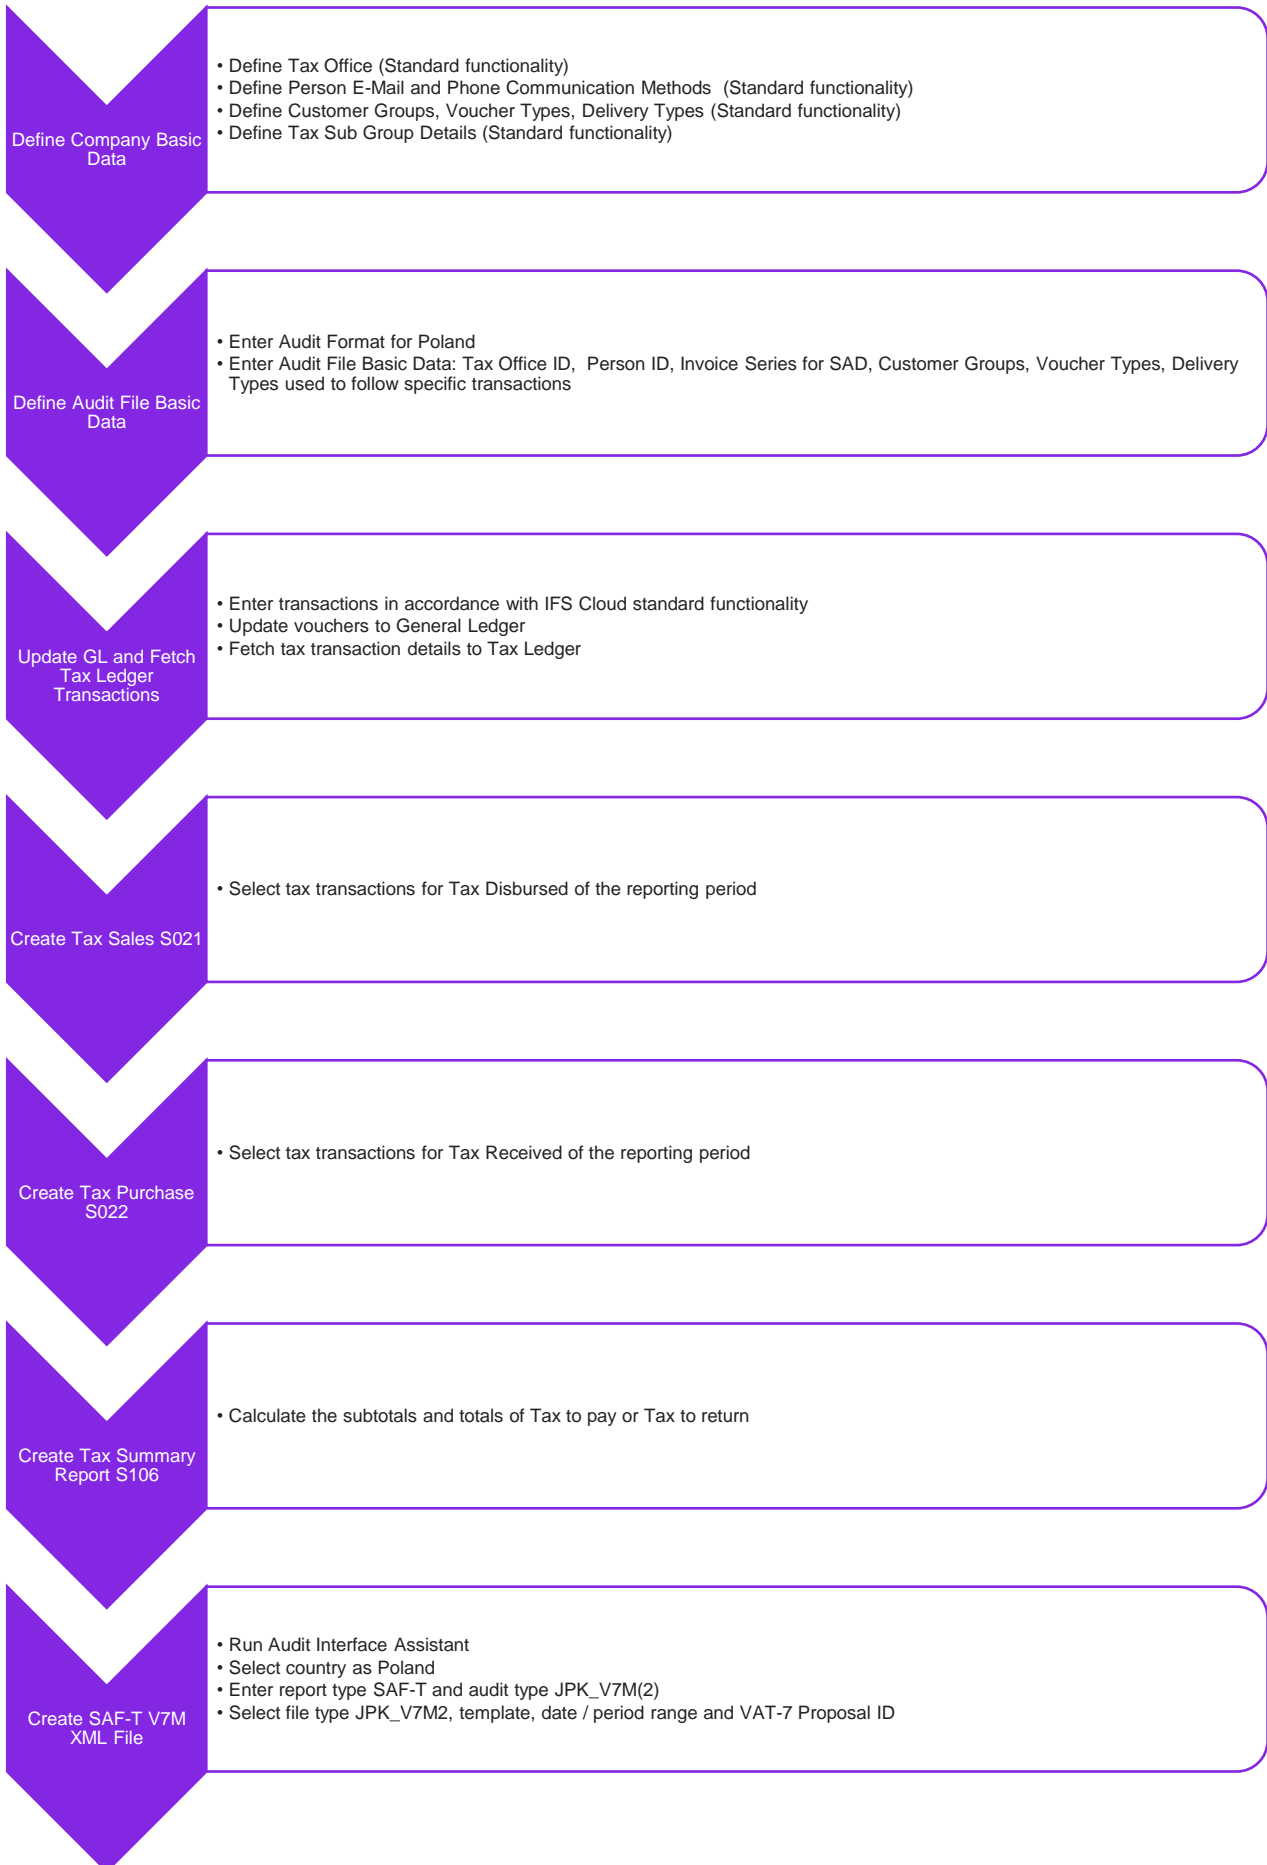 Define Company Basic
Data
• Define Tax Office (Standard functionality)
• Define Person E-Mail and Phone Communication Methods  (Standard functionality)
• Define Customer Groups, Voucher Types, Delivery Types (Standard functionality)
• Define Tax Sub Group Details (Standard functionality)
Define Audit File Basic
Data
• Enter Audit Format for Poland
• Enter Audit File Basic Data: Tax Office ID,  Person ID, Invoice Series for SAD, Customer Groups, Voucher Types, Delivery
Types used to follow specific transactions
Update GL and Fetch
Tax Ledger
Transactions
• Enter transactions in accordance with IFS Cloud standard functionality
• Update vouchers to General Ledger
• Fetch tax transaction details to Tax Ledger
Create Tax Sales S021
• Select tax transactions for Tax Disbursed of the reporting period
Create Tax Purchase
S022
• Select tax transactions for Tax Received of the reporting period
Create Tax Summary
Report S106
• Calculate the subtotals and totals of Tax to pay or Tax to return
Create SAF-T V7M
XML File
• Run Audit Interface Assistant
• Select country as Poland
• Enter report type SAF-T and audit type JPK_V7M(2)
• Select file type JPK_V7M2, template, date / period range and VAT-7 Proposal ID